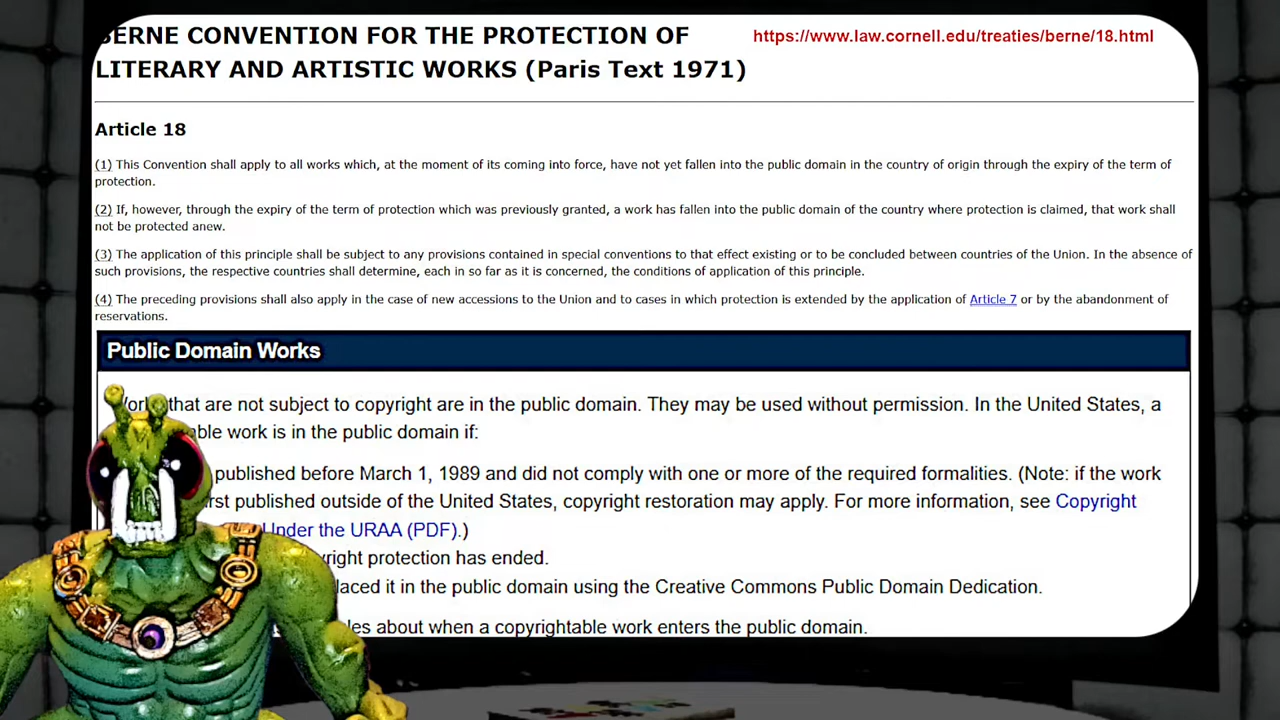 BERNE CONVENTION FOR THE PROTECTION OF
https://www.law.cornell.edu/treaties/berne/18.html
LITERARY AND ARTISTIC WORKS (Paris Text 1971)
Article 18
(1) This Convention shall apply to all works which, at the moment of its coming into force, have not yet fallen into the public domain in the country of origin through the expiry of the term of
protection.
(2) If, however, through the expiry of the term of protection which was previously granted, a work has fallen into the public domain of the country where protection is claimed, that work shall
not be protected anew.
(3) The application of this principle shall be subject to any provisions contained in special conventions to that effect existing or to be concluded between countries of the Union. In the absence of
such provisions, the respective countries shall determine, each in so far as it is concerned, the conditions of application of this principle.
(4) The preceding provisions shall also apply in the case of new accessions to the Union and to cases in which protection is extended by the application of Article 7 or by the abandonment of
reservations.
Public Domain Works
that are not subject to copyright are in the public domain. They may be used without permission. In the United States, a
work is in the public domain if:
published before March 1, 1989 and did not comply with one or more of the required formalities. (Note: if the work
published outside of the United States, copyright restoration may apply. For more information, see Copyright
Under the URAA (PDF).)
protection has ended.
it in the public domain using the Creative Commons Public Domain Dedication.
about when a copyrightable work enters the public domain.